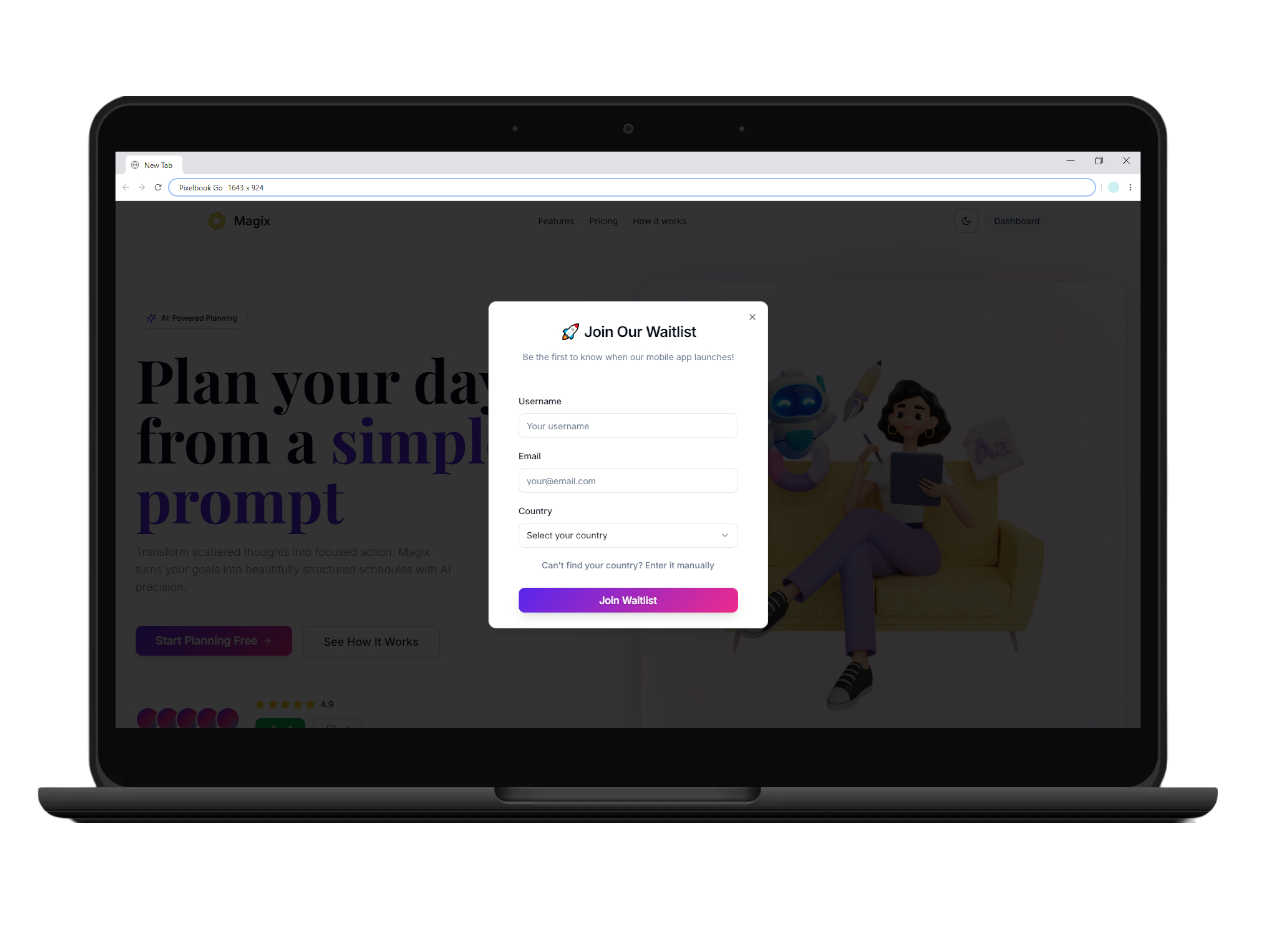 New Tab
Pixelbook Go 1643 x 924
Magix
Features Pricing How it works
Dashboard
AI-Powered Planning
Plan your day
from a simpl
prompt
Transform scattered thoughts into focused action. Magix
turns your goals into beautifully structured schedules with AI
precision.
Start Planning Free →
See How It Works
4.9
🚀 Join Our Waitlist
Be the first to know when our mobile app launches!
Username
Your username
Email
your@email.com
Country
Select your country
Can't find your country? Enter it manually
Join Waitlist
Ae